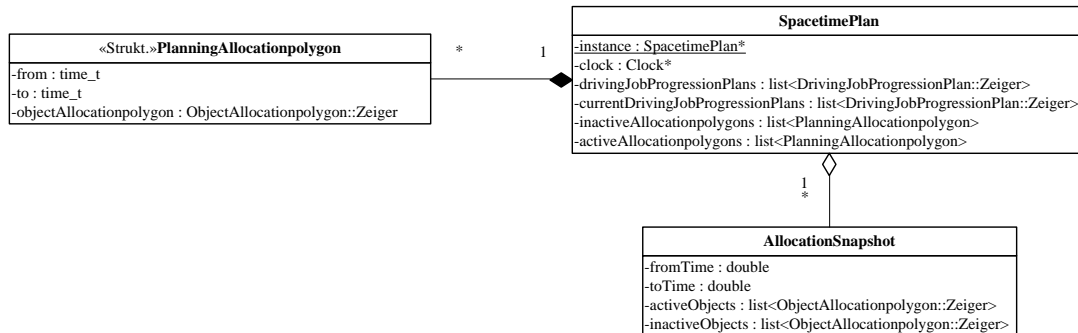 «Strukt.»PlanningAllocationpolygon
-from : time_t
-to : time_t
-objectAllocationpolygon : ObjectAllocationpolygon::Zeiger
*
1
SpacetimePlan
-instance : SpacetimePlan*
-clock : Clock*
-drivingJobProgressionPlans : list<DrivingJobProgressionPlan::Zeiger>
-currentDrivingJobProgressionPlans : list<DrivingJobProgressionPlan::Zeiger>
-inactiveAllocationpolygons : list<PlanningAllocationpolygon>
-activeAllocationpolygons : list<PlanningAllocationpolygon>
1
*
AllocationSnapshot
-fromTime : double
-toTime : double
-activeObjects : list<ObjectAllocationpolygon::Zeiger>
-inactiveObjects : list<ObjectAllocationpolygon::Zeiger>